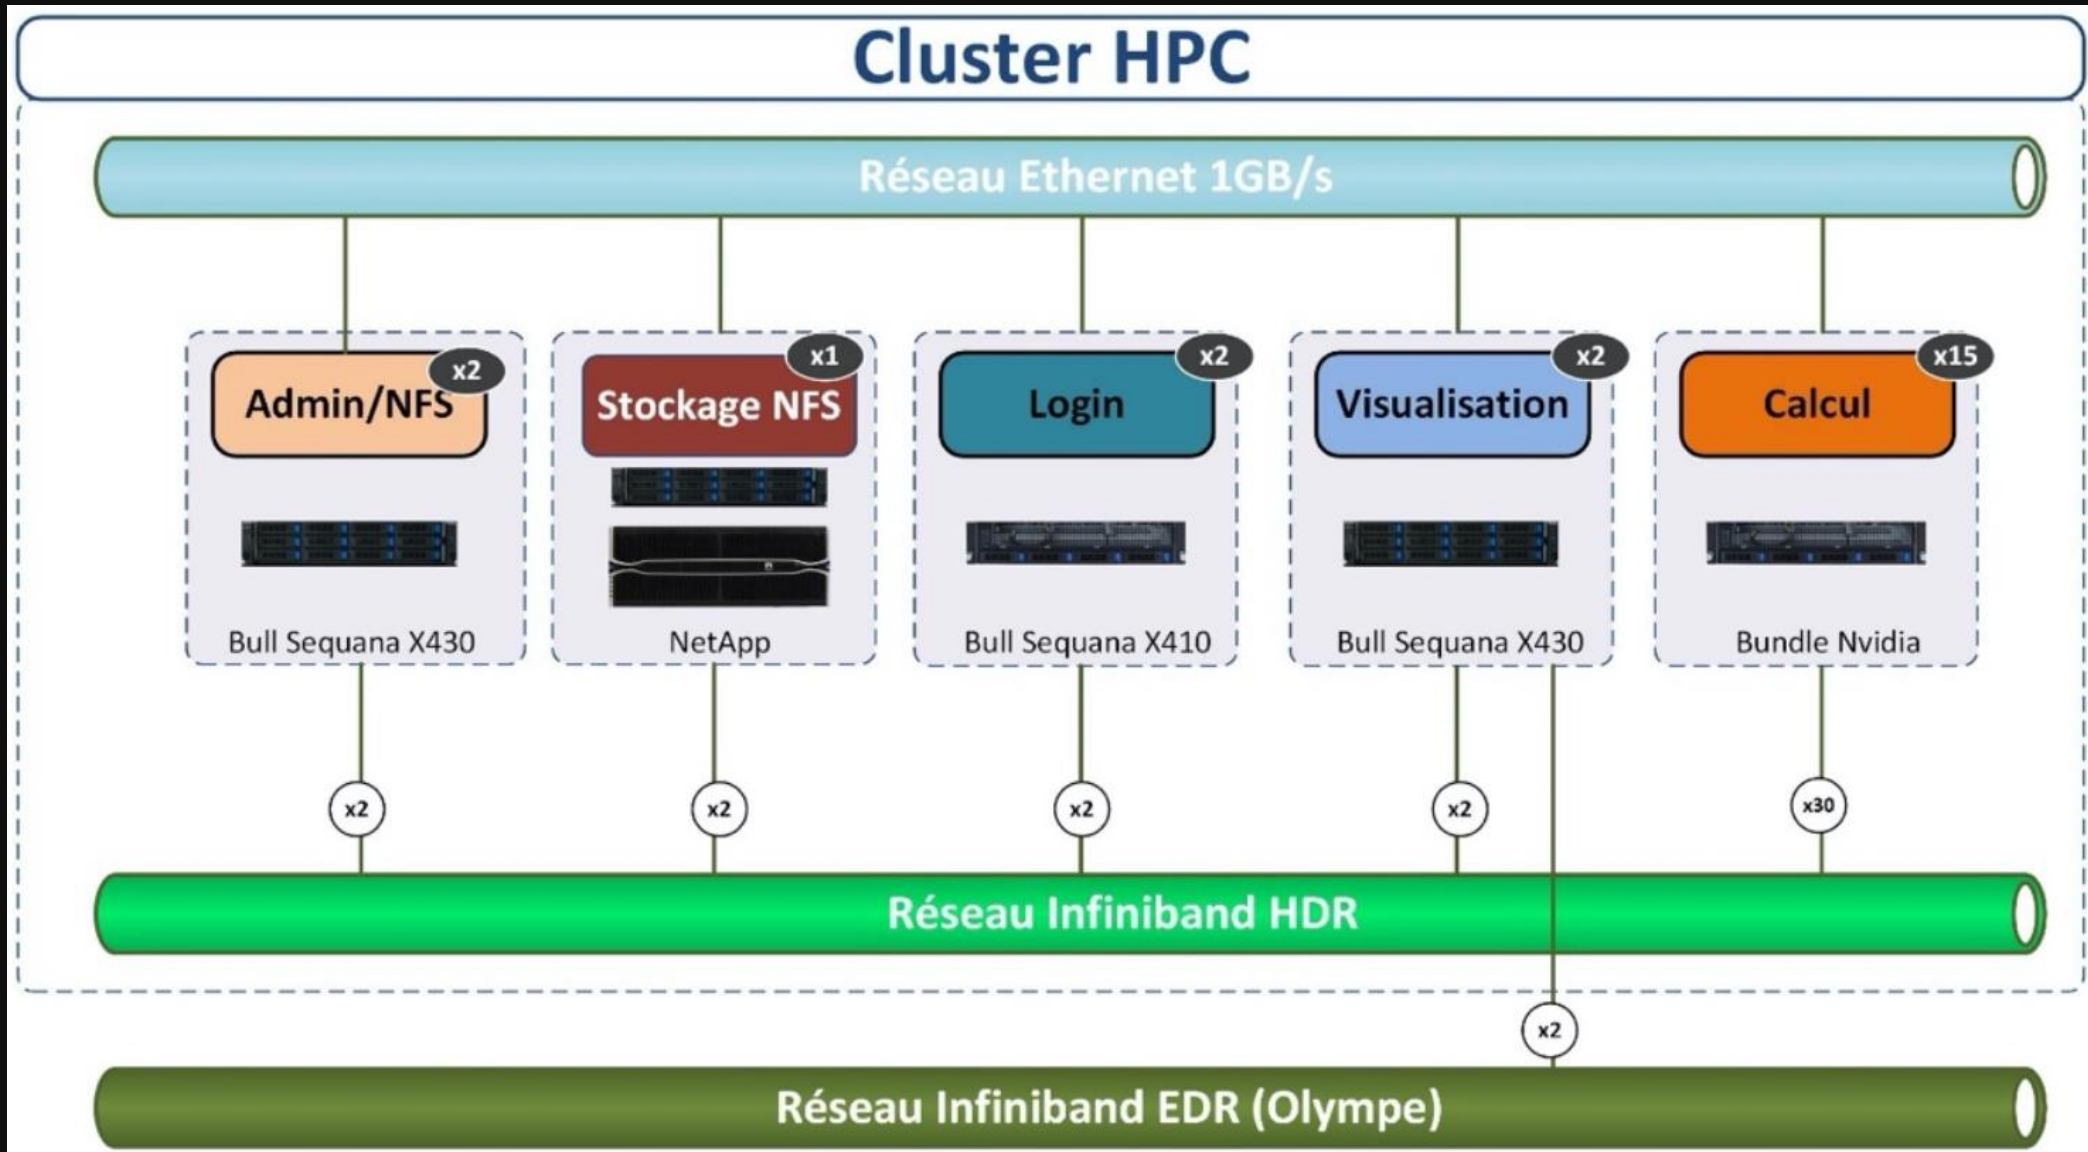 Cluster HPC
Réseau Ethernet 1GB/s
x2
Admin/NFS
Bull Sequana X430
x1
Stockage NFS
NetApp
x2
Login
Bull Sequana X410
x2
Visualisation
Bull Sequana X430
x15
Calcul
Bundle Nvidia
x2
x2
x2
x2
x30
Réseau Infiniband HDR
x2
Réseau Infiniband EDR (Olympe)